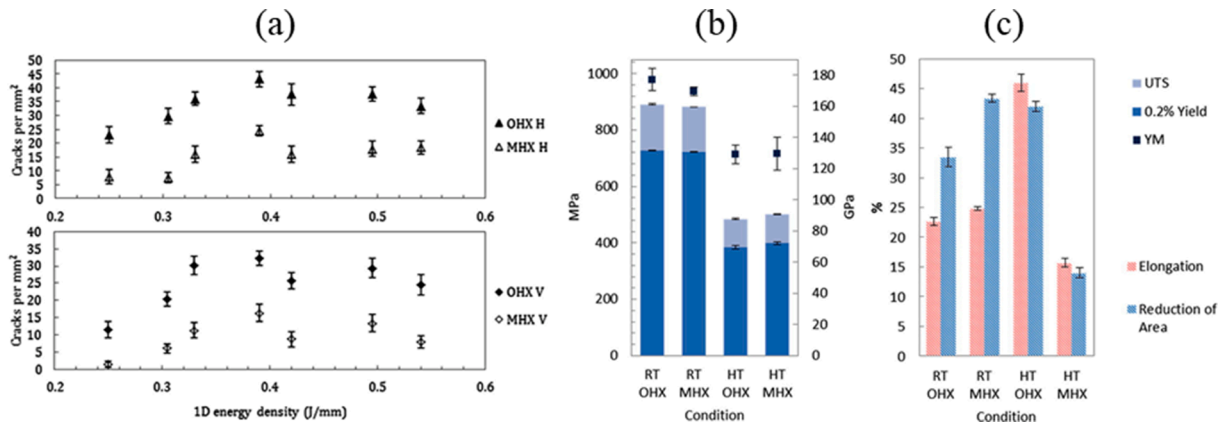 (a)
Cracks per mm²
50
45
40
35
30
25
20
15
10
5
0
0.2 0.3 0.4 0.5 0.6
OHX H
MHX H
Cracks per mm²
40
35
30
25
20
15
10
5
0
0.2 0.3 0.4 0.5 0.6
1D energy density (J/mm)
OHX V
MHX V
(b)
MPa
1000
800
600
400
200
0
GPa
180
160
140
120
100
80
60
40
20
0
RT RT HT HT
OHX MHX OHX MHX
Condition
UTS
0.2% Yield
YM
(c)
%
50
45
40
35
30
25
20
15
10
5
0
RT RT HT HT
OHX MHX OHX MHX
Condition
Elongation
Reduction of
Area